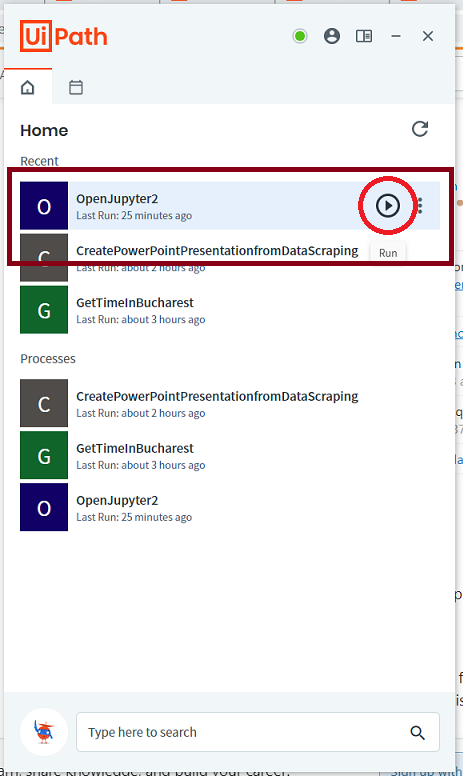 UiPath
Home
Recent
O
OpenJupyter2
Last Run: 25 minutes ago
C
CreatePowerPointPresentationfromDataScraping
Last Run: about 2 hours ago
Run
G
GetTimeInBucharest
Last Run: about 3 hours ago
Processes
C
CreatePowerPointPresentationfromDataScraping
Last Run: about 2 hours ago
G
GetTimeInBucharest
Last Run: about 3 hours ago
O
OpenJupyter2
Last Run: 25 minutes ago
Type here to search
share knowledge, and build your career.
Sign up with